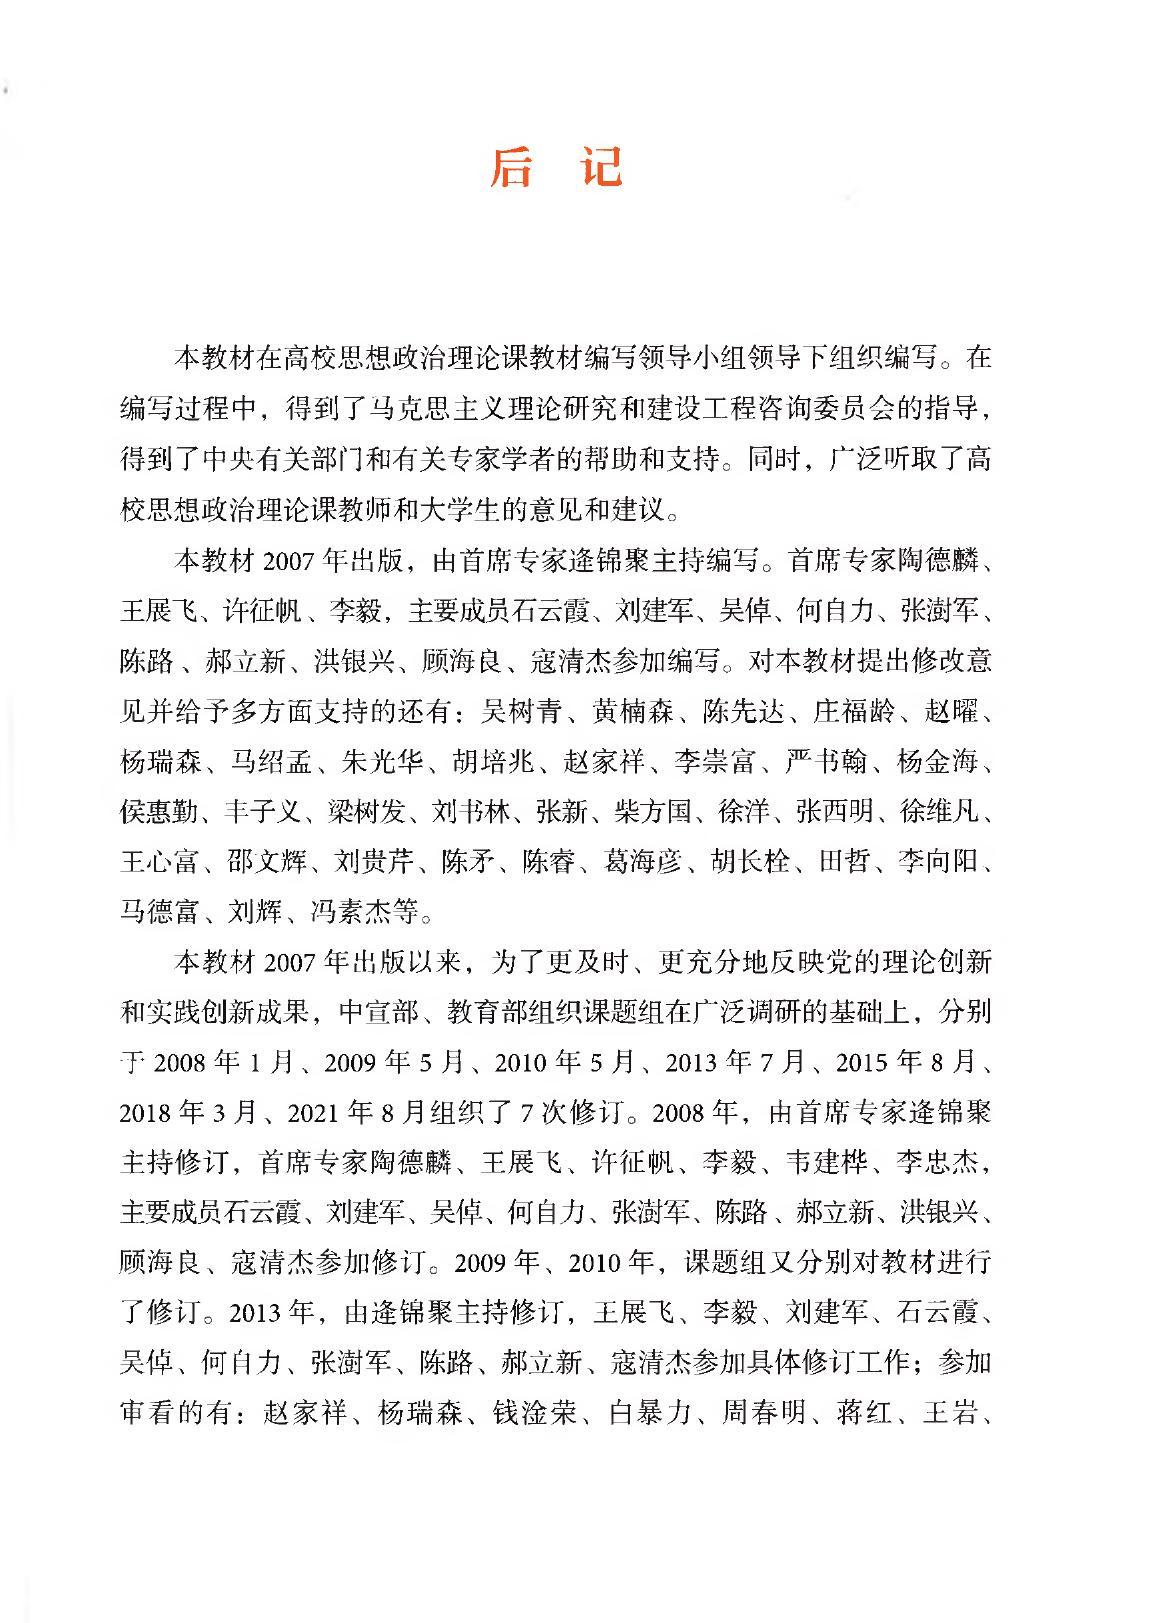 后 记
本教材在高校思想政治理论课教材编写领导小组领导下组织编写。在
编写过程中，得到了马克思主义理论研究和建设工程咨询委员会的指导，
得到了中央有关部门和有关专家学者的帮助和支持。同时，广泛听取了高
校思想政治理论课教师和大学生的意见和建议。
本教材 2007 年出版，由首席专家逄锦聚主持编写。首席专家陶德麟、
王展飞、许征帆、李毅，主要成员石云霞、刘建军、吴倬、何自力、张澍军、
陈路、郝立新、洪银兴、顾海良、寇清杰参加编写。对本教材提出修改意
见并给予多方面支持的还有：吴树青、黄楠森、陈先达、庄福龄、赵曜、
杨瑞森、马绍孟、朱光华、胡培兆、赵家祥、李崇富、严书翰、杨金海、
侯惠勤、丰子义、梁树发、刘书林、张新、柴方国、徐洋、张西明、徐维凡、
王心富、邵文辉、刘贵芹、陈矛、陈睿、葛海彦、胡长栓、田哲、李向阳、
马德富、刘辉、冯素杰等。
本教材 2007 年出版以来，为了更及时、更充分地反映党的理论创新
和实践创新成果，中宣部、教育部组织课题组在广泛调研的基础上，分别
于 2008 年 1 月、2009 年 5 月、2010 年 5 月、2013 年 7 月、2015 年 8 月、
2018 年 3 月、2021 年 8 月组织了 7 次修订。2008 年，由首席专家逄锦聚
主持修订，首席专家陶德麟、王展飞、许征帆、李毅、韦建桦、李忠杰，
主要成员石云霞、刘建军、吴倬、何自力、张澍军、陈路、郝立新、洪银兴、
顾海良、寇清杰参加修订。2009 年、2010 年，课题组又分别对教材进行
了修订。2013 年，由逄锦聚主持修订，王展飞、李毅、刘建军、石云霞、
吴倬、何自力、张澍军、陈路、郝立新、寇清杰参加具体修订工作；参加
审看的有：赵家祥、杨瑞森、钱淦荣、白暴力、周春明、蒋红、王岩、